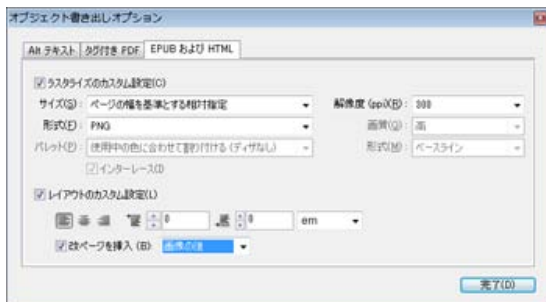 オブジェクト書き出しオプション
Alt テキスト タグ付き PDF EPUB および HTML
ラスタライズのカスタム設定(C)
サイズ(S): ページの幅を基準とする相対指定 解像度 (ppi)(R): 300
形式(F): PNG 画質(Q): 高
パレット(P): 使用中の色に合わせて割り付ける (ディザなし) 形式(M): ベースライン
インターレース(I)
レイアウトのカスタム設定(L)
0 0 em
改ページを挿入 (B): 画像の後
完了(D)